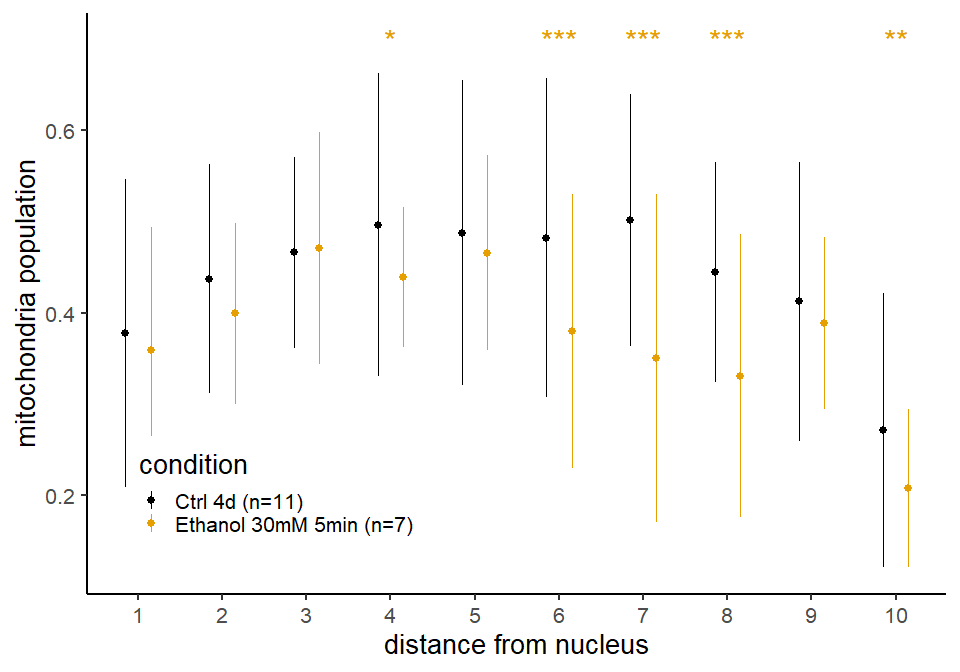 * *** *** *** **
0.6
0.4
0.2
mitochondria population
condition
Ctrl 4d (n=11)
Ethanol 30mM 5min (n=7)
1 2 3 4 5 6 7 8 9 10
distance from nucleus